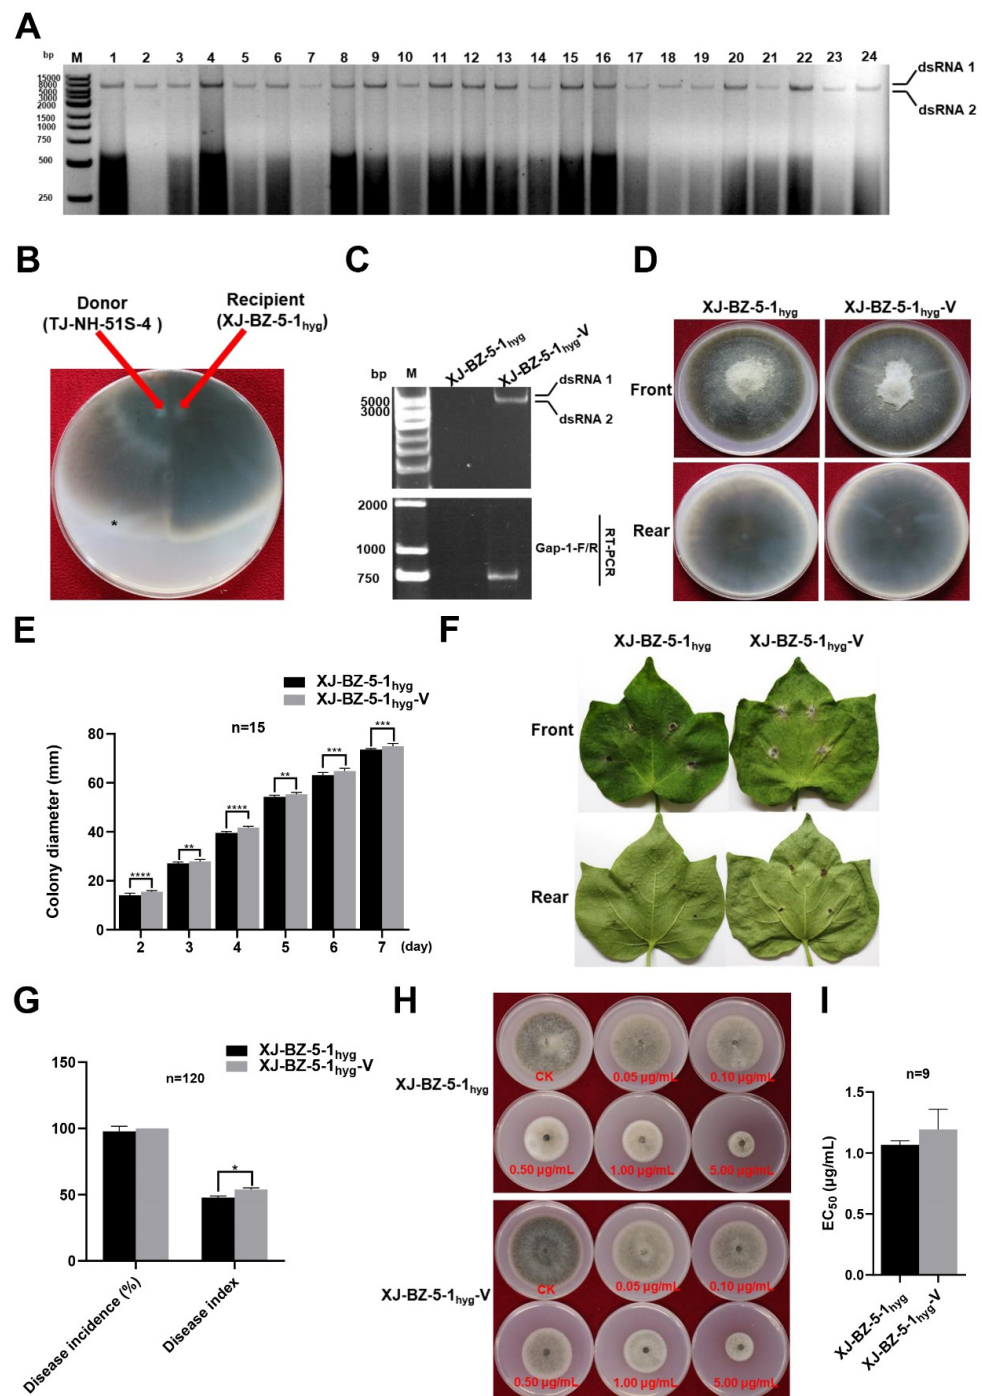 A
bp M 1 2 3 4 5 6 7 8 9 10 11 12 13 14 15 16 17 18 19 20 21 22 23 24
dsRNA 1
dsRNA 2
15000
8000
5000
3000
2000
1500
1000
750
500
250
B
Donor
(TJ-NH-51S-4 )
Recipient
(XJ-BZ-5-1hyg)
*
C
XJ-BZ-5-1hyg
XJ-BZ-5-1hyg-V
bp M
5000
3000
dsRNA 1
dsRNA 2
2000
1000
750
Gap-1-F/R
RT-PCR
D
XJ-BZ-5-1hyg XJ-BZ-5-1hyg-V
Front
Rear
E
XJ-BZ-5-1hyg
XJ-BZ-5-1hyg-V
n=15
Colony diameter (mm)
80
60
40
20
0
**** ** **** ** *** ***
2 3 4 5 6 7 (day)
F
XJ-BZ-5-1hyg XJ-BZ-5-1hyg-V
Front
Rear
G
XJ-BZ-5-1hyg
XJ-BZ-5-1hyg-V
n=120
150
100
50
0
*
Disease incidence (%)
Disease index
H
XJ-BZ-5-1hyg
CK 0.05 μg/mL 0.10 μg/mL
0.50 μg/mL 1.00 μg/mL 5.00 μg/mL
XJ-BZ-5-1hyg-V
CK 0.05 μg/mL 0.10 μg/mL
0.50 μg/mL 1.00 μg/mL 5.00 μg/mL
I
n=9
EC50 (μg/mL)
1.5
1.0
0.5
0.0
XJ-BZ-5-1hyg
XJ-BZ-5-1hyg-V